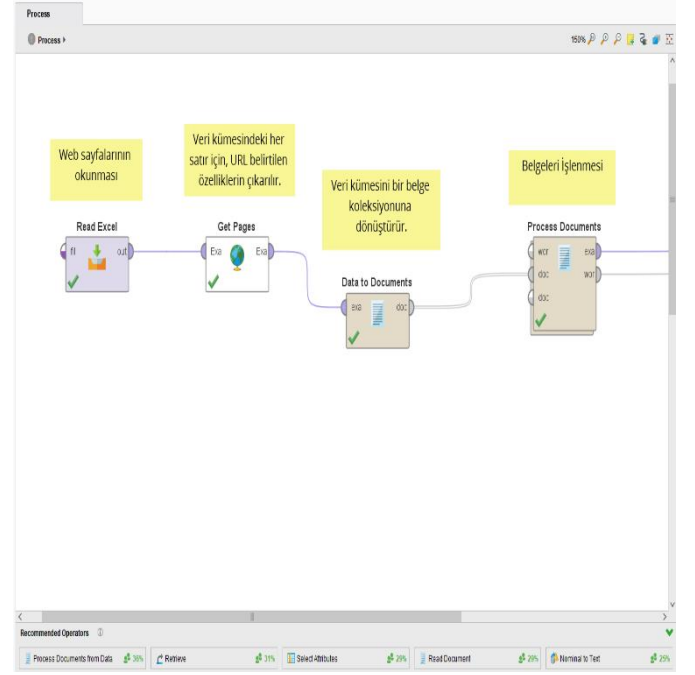 Process
Process
150%
Web sayfalarının
okunması
Veri kümesindeki her
satır için, URL belirtilen
özelliklerin çıkarılır.
Veri kümesini bir belge
koleksiyonuna
dönüştürür.
Belgeleri İşlenmesi
Read Excel
fil
out
Get Pages
Exa
Exa
Data to Documents
exa
doc
Process Documents
wor
exa
doc
wor
doc
Recommended Operators
Process Documents from Data 36%
Retrieve 31%
Select Attributes 29%
Read Document 29%
Nominal to Text 25%